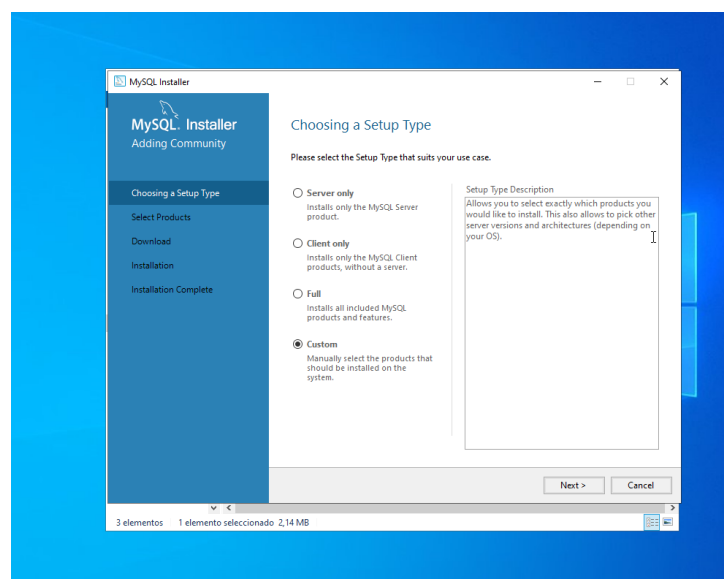 MySQL Installer
MySQL. Installer
Adding Community
Choosing a Setup Type
Select Products
Download
Installation
Installation Complete
Choosing a Setup Type
Please select the Setup Type that suits your use case.
Server only
Installs only the MySQL Server
product.
Client only
Installs only the MySQL Client
products, without a server.
Full
Installs all included MySQL
products and features.
Custom
Manually select the products that
should be installed on the
system.
Setup Type Description
Allows you to select exactly which products you
would like to install. This also allows to pick other
server versions and architectures (depending on
your OS).
Next >
Cancel
3 elementos 1 elemento seleccionado 2,14 MB